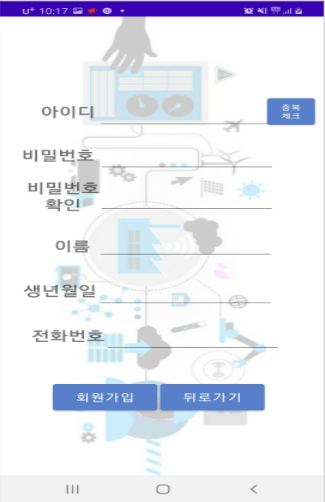 U+ 10:17
아이디
중복
체크
비밀번호
비밀번호
확인
이름
생년월일
전화번호
회원가입 뒤로가기